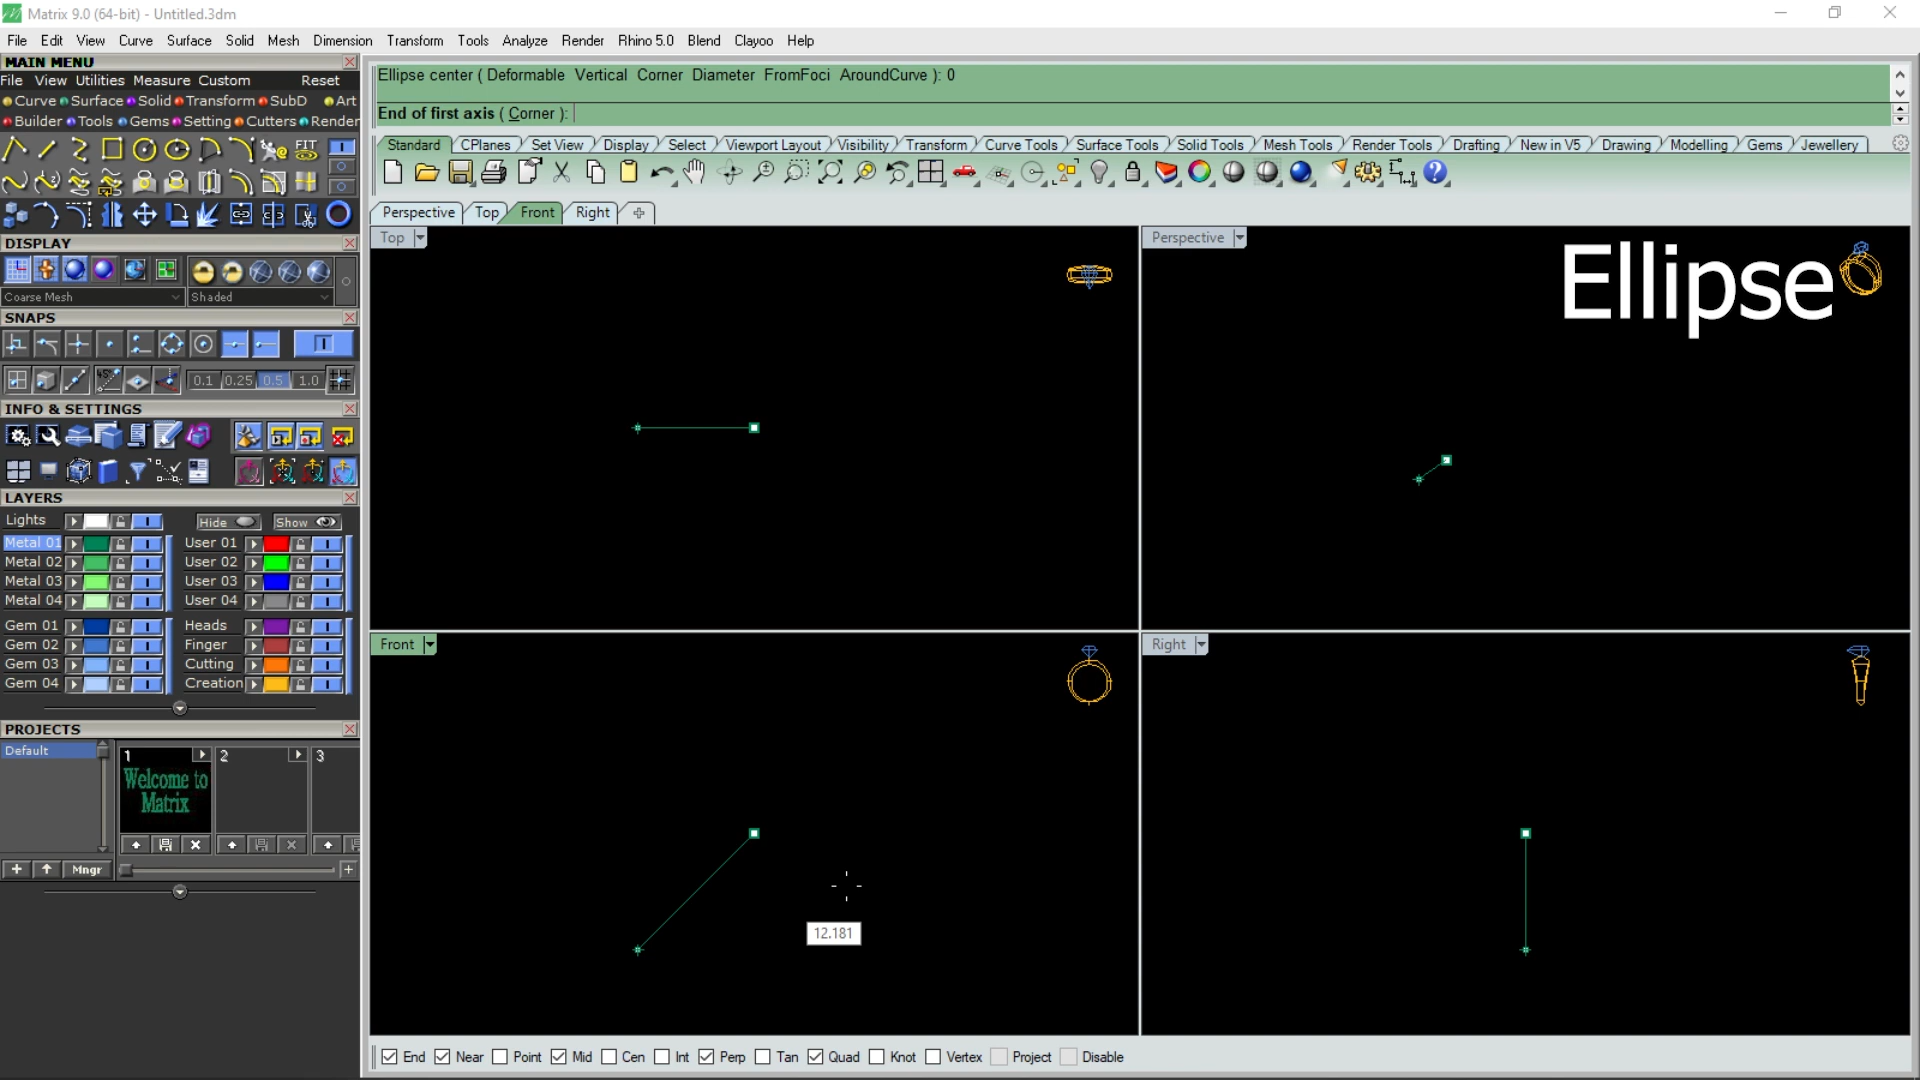 Matrix 9.0 (64-bit) - Untitled.3dm
File Edit View Curve Surface Solid Mesh Dimension Transform Tools Analyze Render Rhino 5.0 Blend Clayoo Help
MAIN MENU
File View Utilities Measure Custom Reset
Curve Surface Solid Transform SubD Art
Builder Tools Gems Setting Cutters Render
FIT
Ellipse center ( Deformable Vertical Corner Diameter FromFoci AroundCurve ): 0
End of first axis ( Corner ):
Standard CPlanes Set View Display Select Viewport Layout Visibility Transform Curve Tools Surface Tools Solid Tools Mesh Tools Render Tools Drafting New in V5 Drawing Modelling Gems Jewellery
Perspective Top Front Right
DISPLAY
Coarse Mesh Shaded
SNAPS
45°
0.1 0.25 0.5 1.0
INFO & SETTINGS
LAYERS
Lights Hide Show
Metal 01 User 01
Metal 02 User 02
Metal 03 User 03
Metal 04 User 04
Gem 01 Heads
Gem 02 Finger
Gem 03 Cutting
Gem 04 Creation
PROJECTS
Default
1 2 3
Welcome to
Matrix
Mngr
Top
Perspective
Ellipse
Front
12.181
Right
End Near Point Mid Cen Int Perp Tan Quad Knot Vertex Project Disable